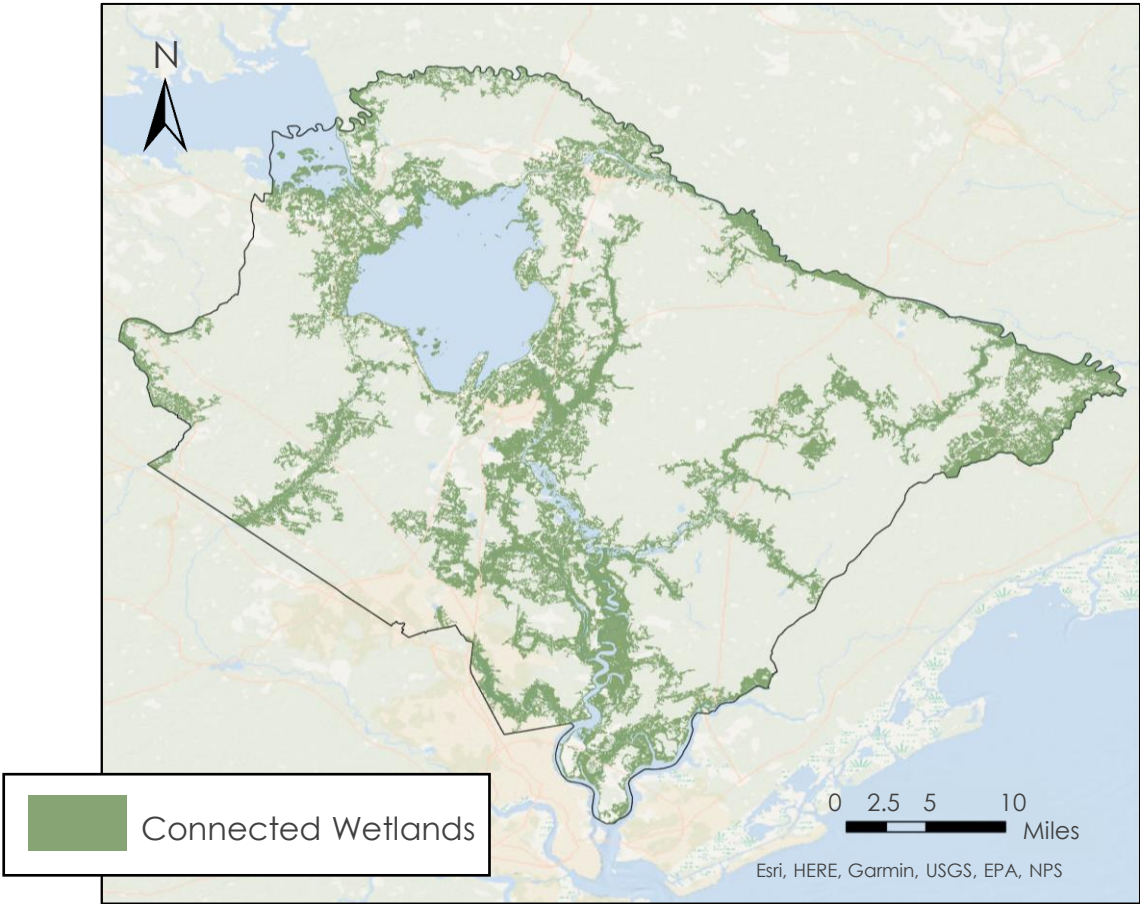 N
Connected Wetlands
0 2.5 5 10
Miles
Esri, HERE, Garmin, USGS, EPA, NPS